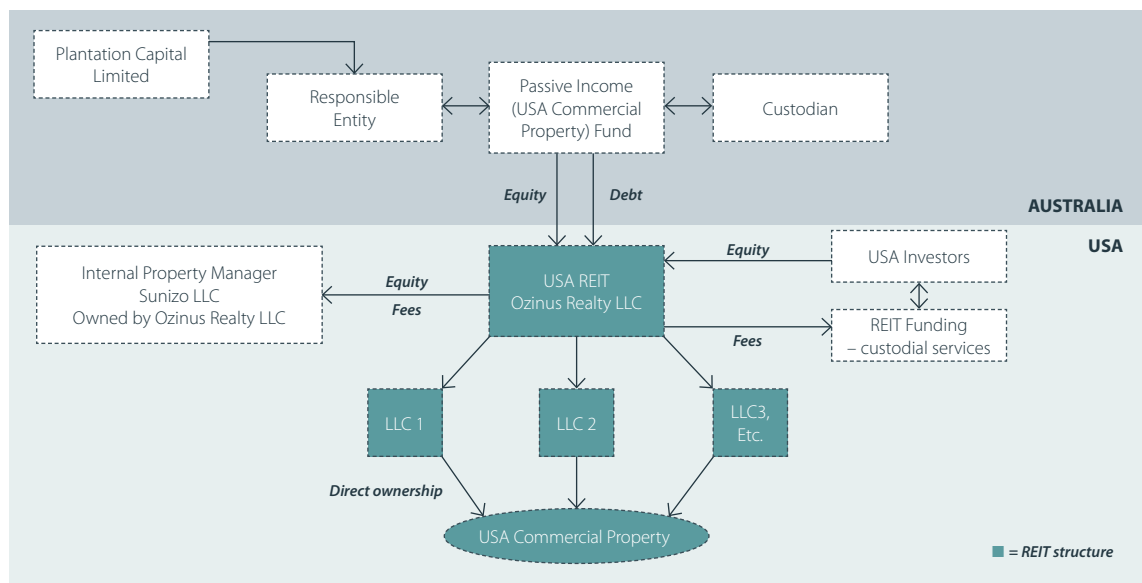 Plantation Capital
Limited
Responsible
Entity
Passive Income
(USA Commercial
Property) Fund
Custodian
Equity
Debt
AUSTRALIA
USA
Internal Property Manager
Sunizo LLC
Owned by Ozinus Realty LLC
Equity
Fees
USA REIT
Ozinus Realty LLC
Equity
USA Investors
Fees
REIT Funding
– custodial services
LLC 1
LLC 2
LLC3,
Etc.
Direct ownership
USA Commercial Property
= REIT structure